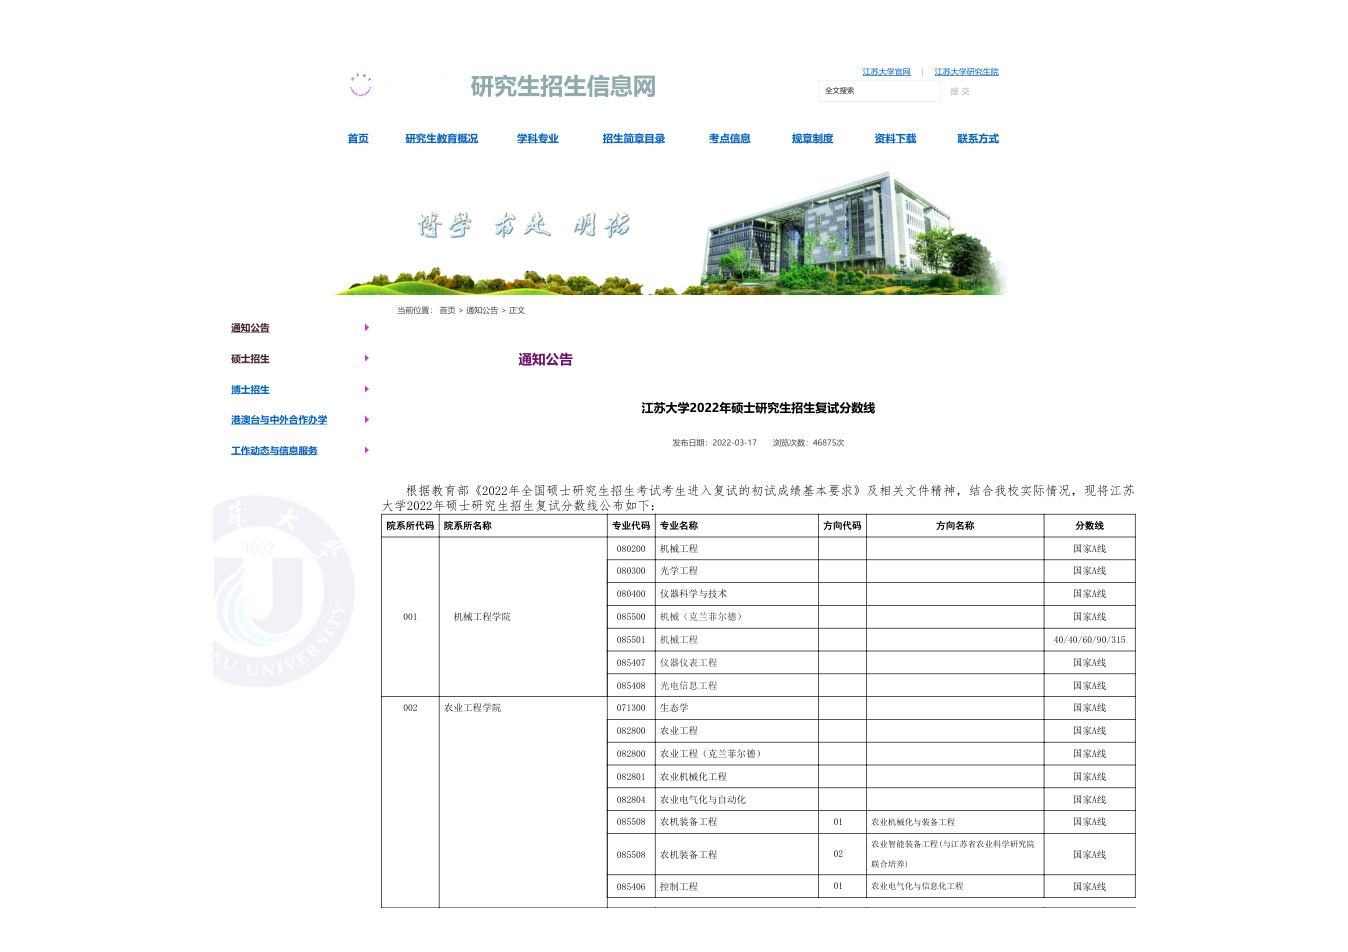 研究生招生信息网
江苏大学官网 | 江苏大学研究生院
全文搜索 提 交
首页 研究生教育概况 学科专业 招生简章目录 考点信息 规章制度 资料下载 联系方式
博学 求是 明德
当前位置： 首页 > 通知公告 > 正文
通知公告
硕士招生
博士招生
港澳台与中外合作办学
工作动态与信息服务
通知公告
江苏大学2022年硕士研究生招生复试分数线
发布日期：2022-03-17 浏览次数：46875次
根据教育部《2022年全国硕士研究生招生考试考生进入复试的初试成绩基本要求》及相关文件精神，结合我校实际情况，现将江苏
大学2022年硕士研究生招生复试分数线公布如下：
院系所代码 院系所名称 专业代码 专业名称 方向代码 方向名称 分数线
001 机械工程学院
080200 机械工程 国家A线
080300 光学工程 国家A线
080400 仪器科学与技术 国家A线
085500 机械（克兰菲尔德） 国家A线
085501 机械工程 40/40/60/90/315
085407 仪器仪表工程 国家A线
085408 光电信息工程 国家A线
002 农业工程学院 071300 生态学 国家A线
082800 农业工程 国家A线
082800 农业工程（克兰菲尔德） 国家A线
082801 农业机械化工程 国家A线
082804 农业电气化与自动化 国家A线
085508 农机装备工程 01 农业机械化与装备工程 国家A线
085508 农机装备工程 02 农业智能装备工程(与江苏省农业科学研究院
联合培养) 国家A线
085406 控制工程 01 农业电气化与信息化工程 国家A线
苏 大 学
1902
SU UNIVERSITY